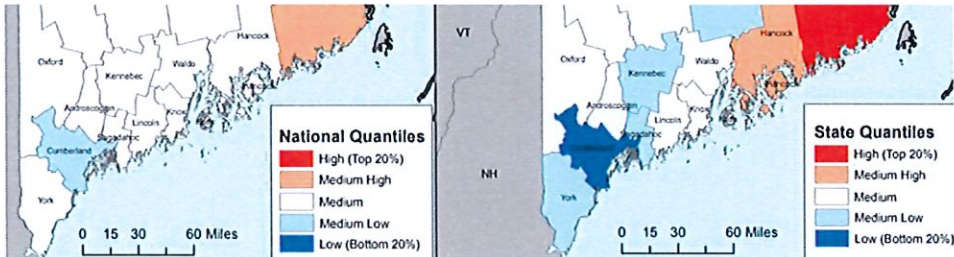 Hancock
Oxford
Waldo
Kennebec
Androscoggin
Knox
Lincoln
Sagadahoc
Cumberland
York
National Quantiles
High (Top 20%)
Medium High
Medium
Medium Low
Low (Bottom 20%)
0 15 30 60 Miles
VT
NH
Hancock
Oxford
Waldo
Kennebec
Androscoggin
Knox
Lincoln
Sagadahoc
York
State Quantiles
High (Top 20%)
Medium High
Medium
Medium Low
Low (Bottom 20%)
0 15 30 60 Miles